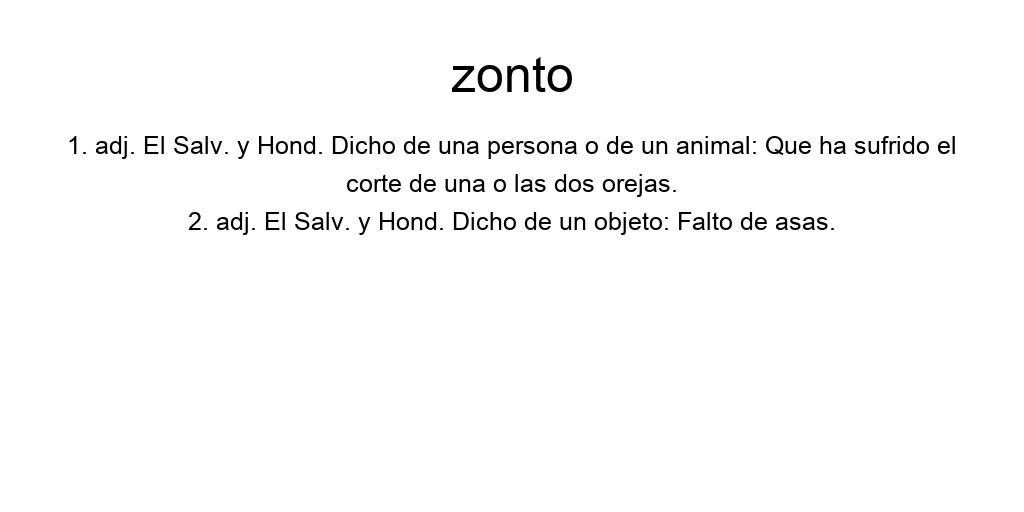 zonto
1. adj. El Salv. y Hond. Dicho de una persona o de un animal: Que ha sufrido el
corte de una o las dos orejas.
2. adj. El Salv. y Hond. Dicho de un objeto: Falto de asas.